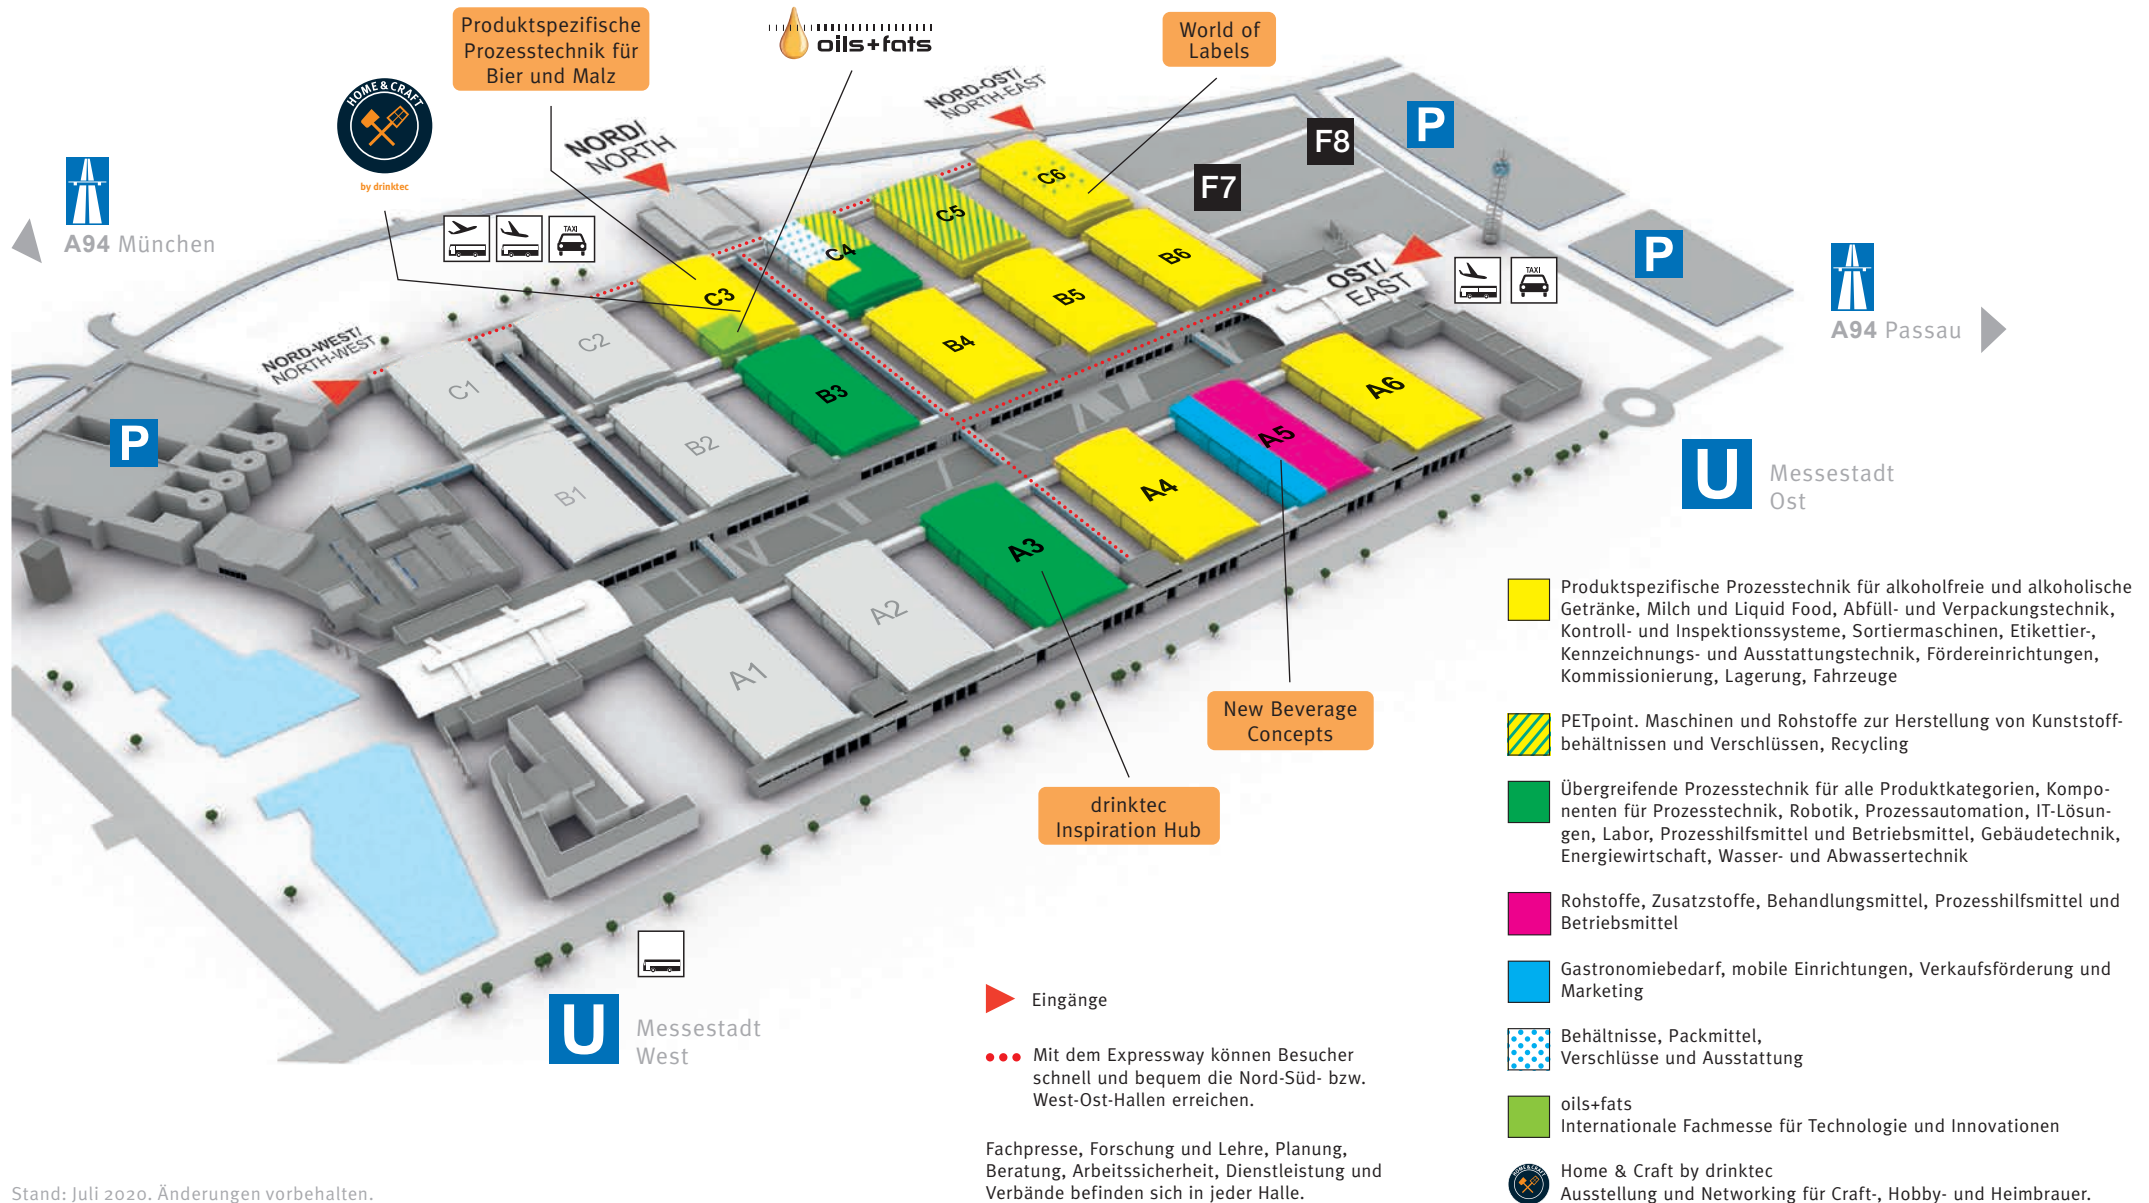 Produktspezifische
Prozesstechnik für
Bier und Malz
oils+fats
World of
Labels
HOME & CRAFT
by drinktec
NORD/
NORTH
NORD-OST/
NORTH-EAST
F8
F7
P
P
A94 München
TAXI
C6
C5
C4
C3
B6
B5
B4
B3
OST/
EAST
TAXI
A94 Passau
NORD-WEST/
NORTH-WEST
C2
C1
B2
B1
P
A6
A5
A4
A3
A2
A1
U
Messestadt
Ost
New Beverage
Concepts
drinktec
Inspiration Hub
U
Messestadt
West
Eingänge
Mit dem Expressway können Besucher
schnell und bequem die Nord-Süd- bzw.
West-Ost-Hallen erreichen.
Fachpresse, Forschung und Lehre, Planung,
Beratung, Arbeitssicherheit, Dienstleistung und
Verbände befinden sich in jeder Halle.
Produktspezifische Prozesstechnik für alkoholfreie und alkoholische
Getränke, Milch und Liquid Food, Abfüll- und Verpackungstechnik,
Kontroll- und Inspektionssysteme, Sortiermaschinen, Etikettier-,
Kennzeichnungs- und Ausstattungstechnik, Fördereinrichtungen,
Kommissionierung, Lagerung, Fahrzeuge
PETpoint. Maschinen und Rohstoffe zur Herstellung von Kunststoff-
behältnissen und Verschlüssen, Recycling
Übergreifende Prozesstechnik für alle Produktkategorien, Kompo-
nenten für Prozesstechnik, Robotik, Prozessautomation, IT-Lösun-
gen, Labor, Prozesshilfsmittel und Betriebsmittel, Gebäudetechnik,
Energiewirtschaft, Wasser- und Abwassertechnik
Rohstoffe, Zusatzstoffe, Behandlungsmittel, Prozesshilfsmittel und
Betriebsmittel
Gastronomiebedarf, mobile Einrichtungen, Verkaufsförderung und
Marketing
Behältnisse, Packmittel,
Verschlüsse und Ausstattung
oils+fats
Internationale Fachmesse für Technologie und Innovationen
HOME & CRAFT
Home & Craft by drinktec
Ausstellung und Networking für Craft-, Hobby- und Heimbrauer.
Stand: Juli 2020. Änderungen vorbehalten.